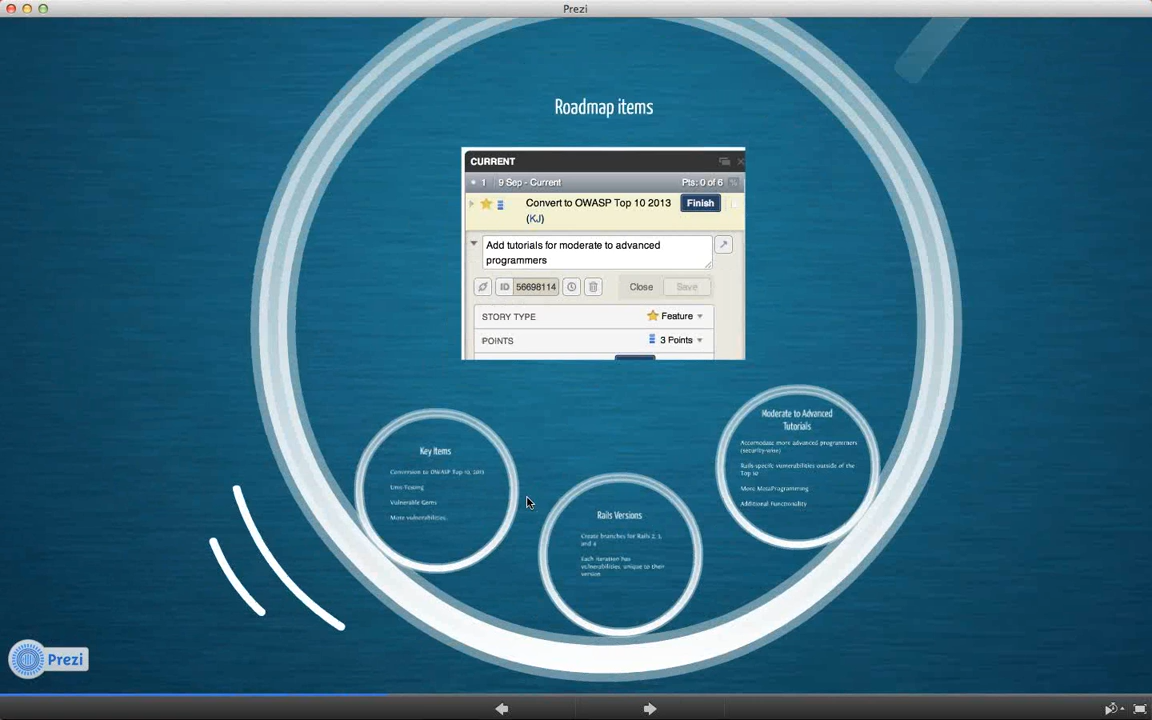 Prezi
Roadmap items
CURRENT
1 9 Sep - Current Pts: 0 of 6
Convert to OWASP Top 10 2013 Finish
(KJ)
Add tutorials for moderate to advanced
programmers
ID 56698114 Close Save
STORY TYPE Feature
POINTS 3 Points
Key Items
Conversion to OWASP Top 10, 2013
Unit-Testing
Vulnerable Gems
More vulnerabilities.
Rails Versions
Create branches for Rails 2, 3,
and 4
Each iteration has
vulnerabilities unique to their
version
Moderate to Advanced
Tutorials
Accomodate more advanced programmers
(security-wise)
Rails-specific vulnerabilities outside of the
Top 10
More MetaProgramming
Additional Functionality
Prezi